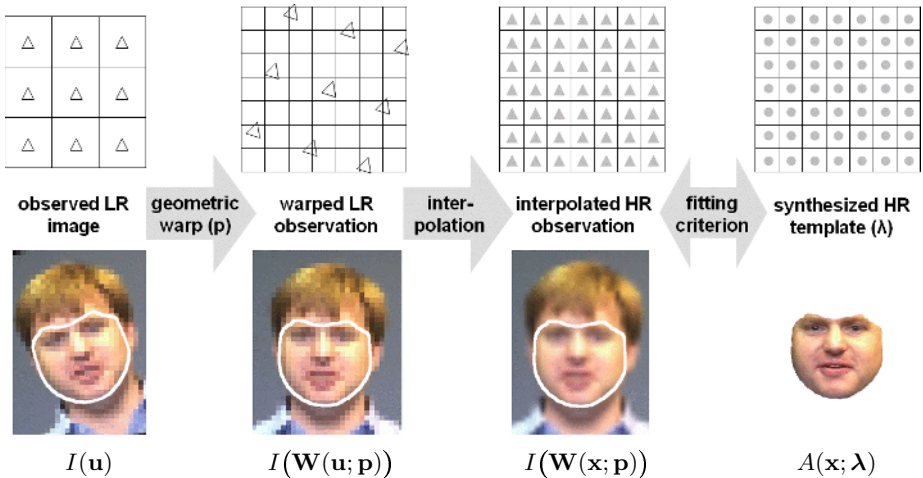 observed LR image
geometric warp (p)
warped LR observation
inter-polation
interpolated HR observation
fitting criterion
synthesized HR template (λ)
I(u)
I(W(u; p))
I(W(x; p))
A(x; λ)